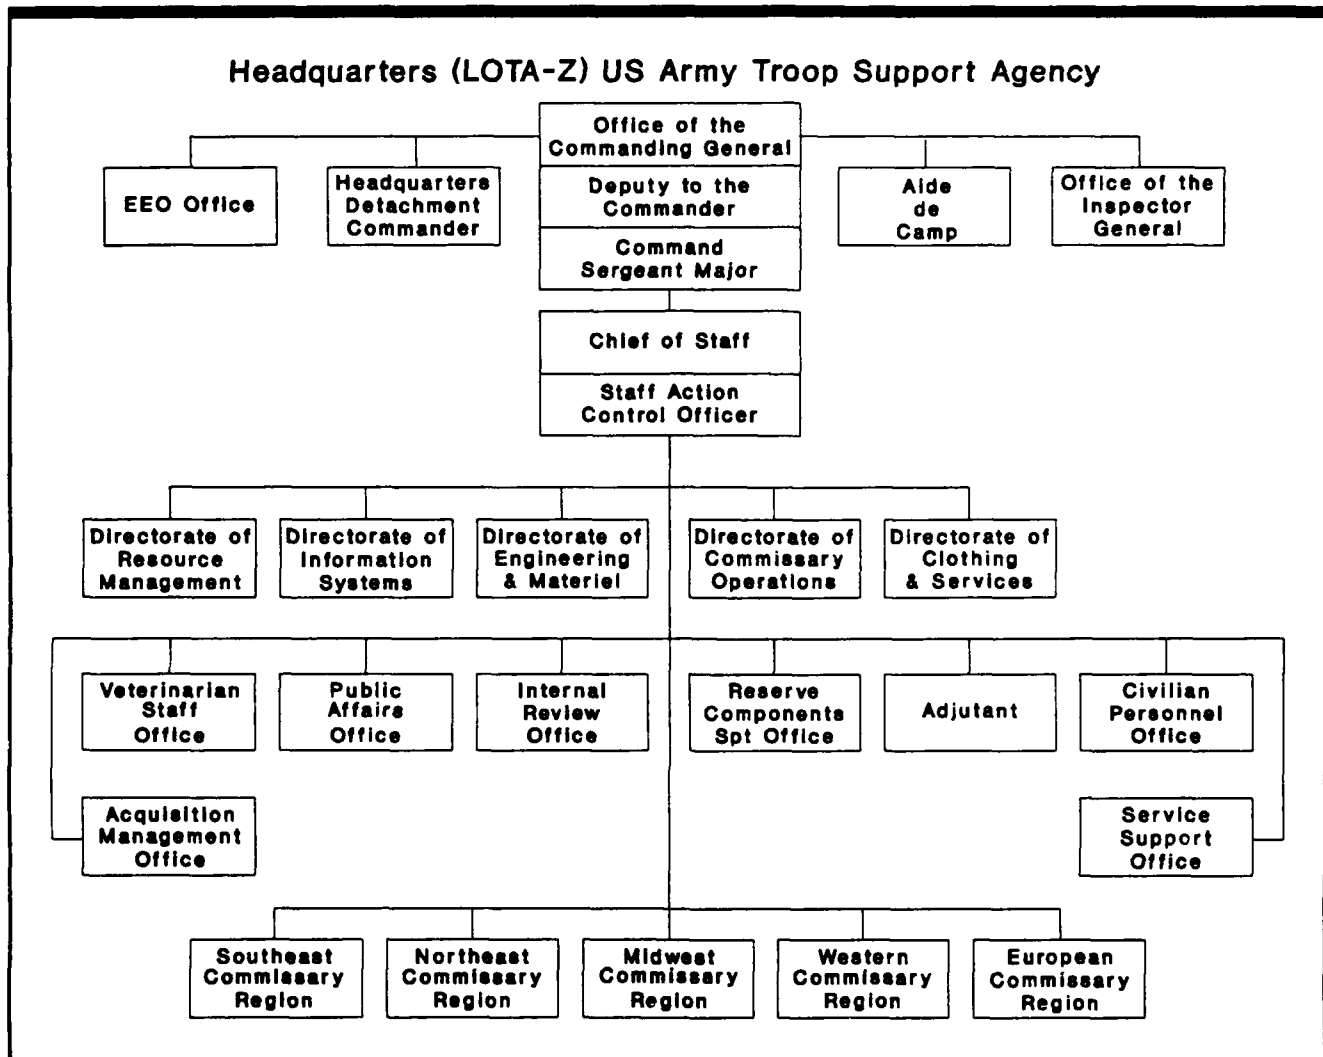 Headquarters (LOTA-Z) US Army Troop Support Agency
Office of the
Commanding General
Deputy to the
Commander
Command
Sergeant Major
EEO Office
Headquarters
Detachment
Commander
Aide
de
Camp
Office of the
Inspector
General
Chief of Staff
Staff Action
Control Officer
Directorate of
Resource
Management
Directorate of
Information
Systems
Directorate of
Engineering
& Materiel
Directorate of
Commissary
Operations
Directorate of
Clothing
& Services
Veterinarian
Staff
Office
Public
Affairs
Office
Internal
Review
Office
Reserve
Components
Spt Office
Adjutant
Civilian
Personnel
Office
Acquisition
Management
Office
Service
Support
Office
Southeast
Commissary
Region
Northeast
Commissary
Region
Midwest
Commissary
Region
Western
Commissary
Region
European
Commissary
Region